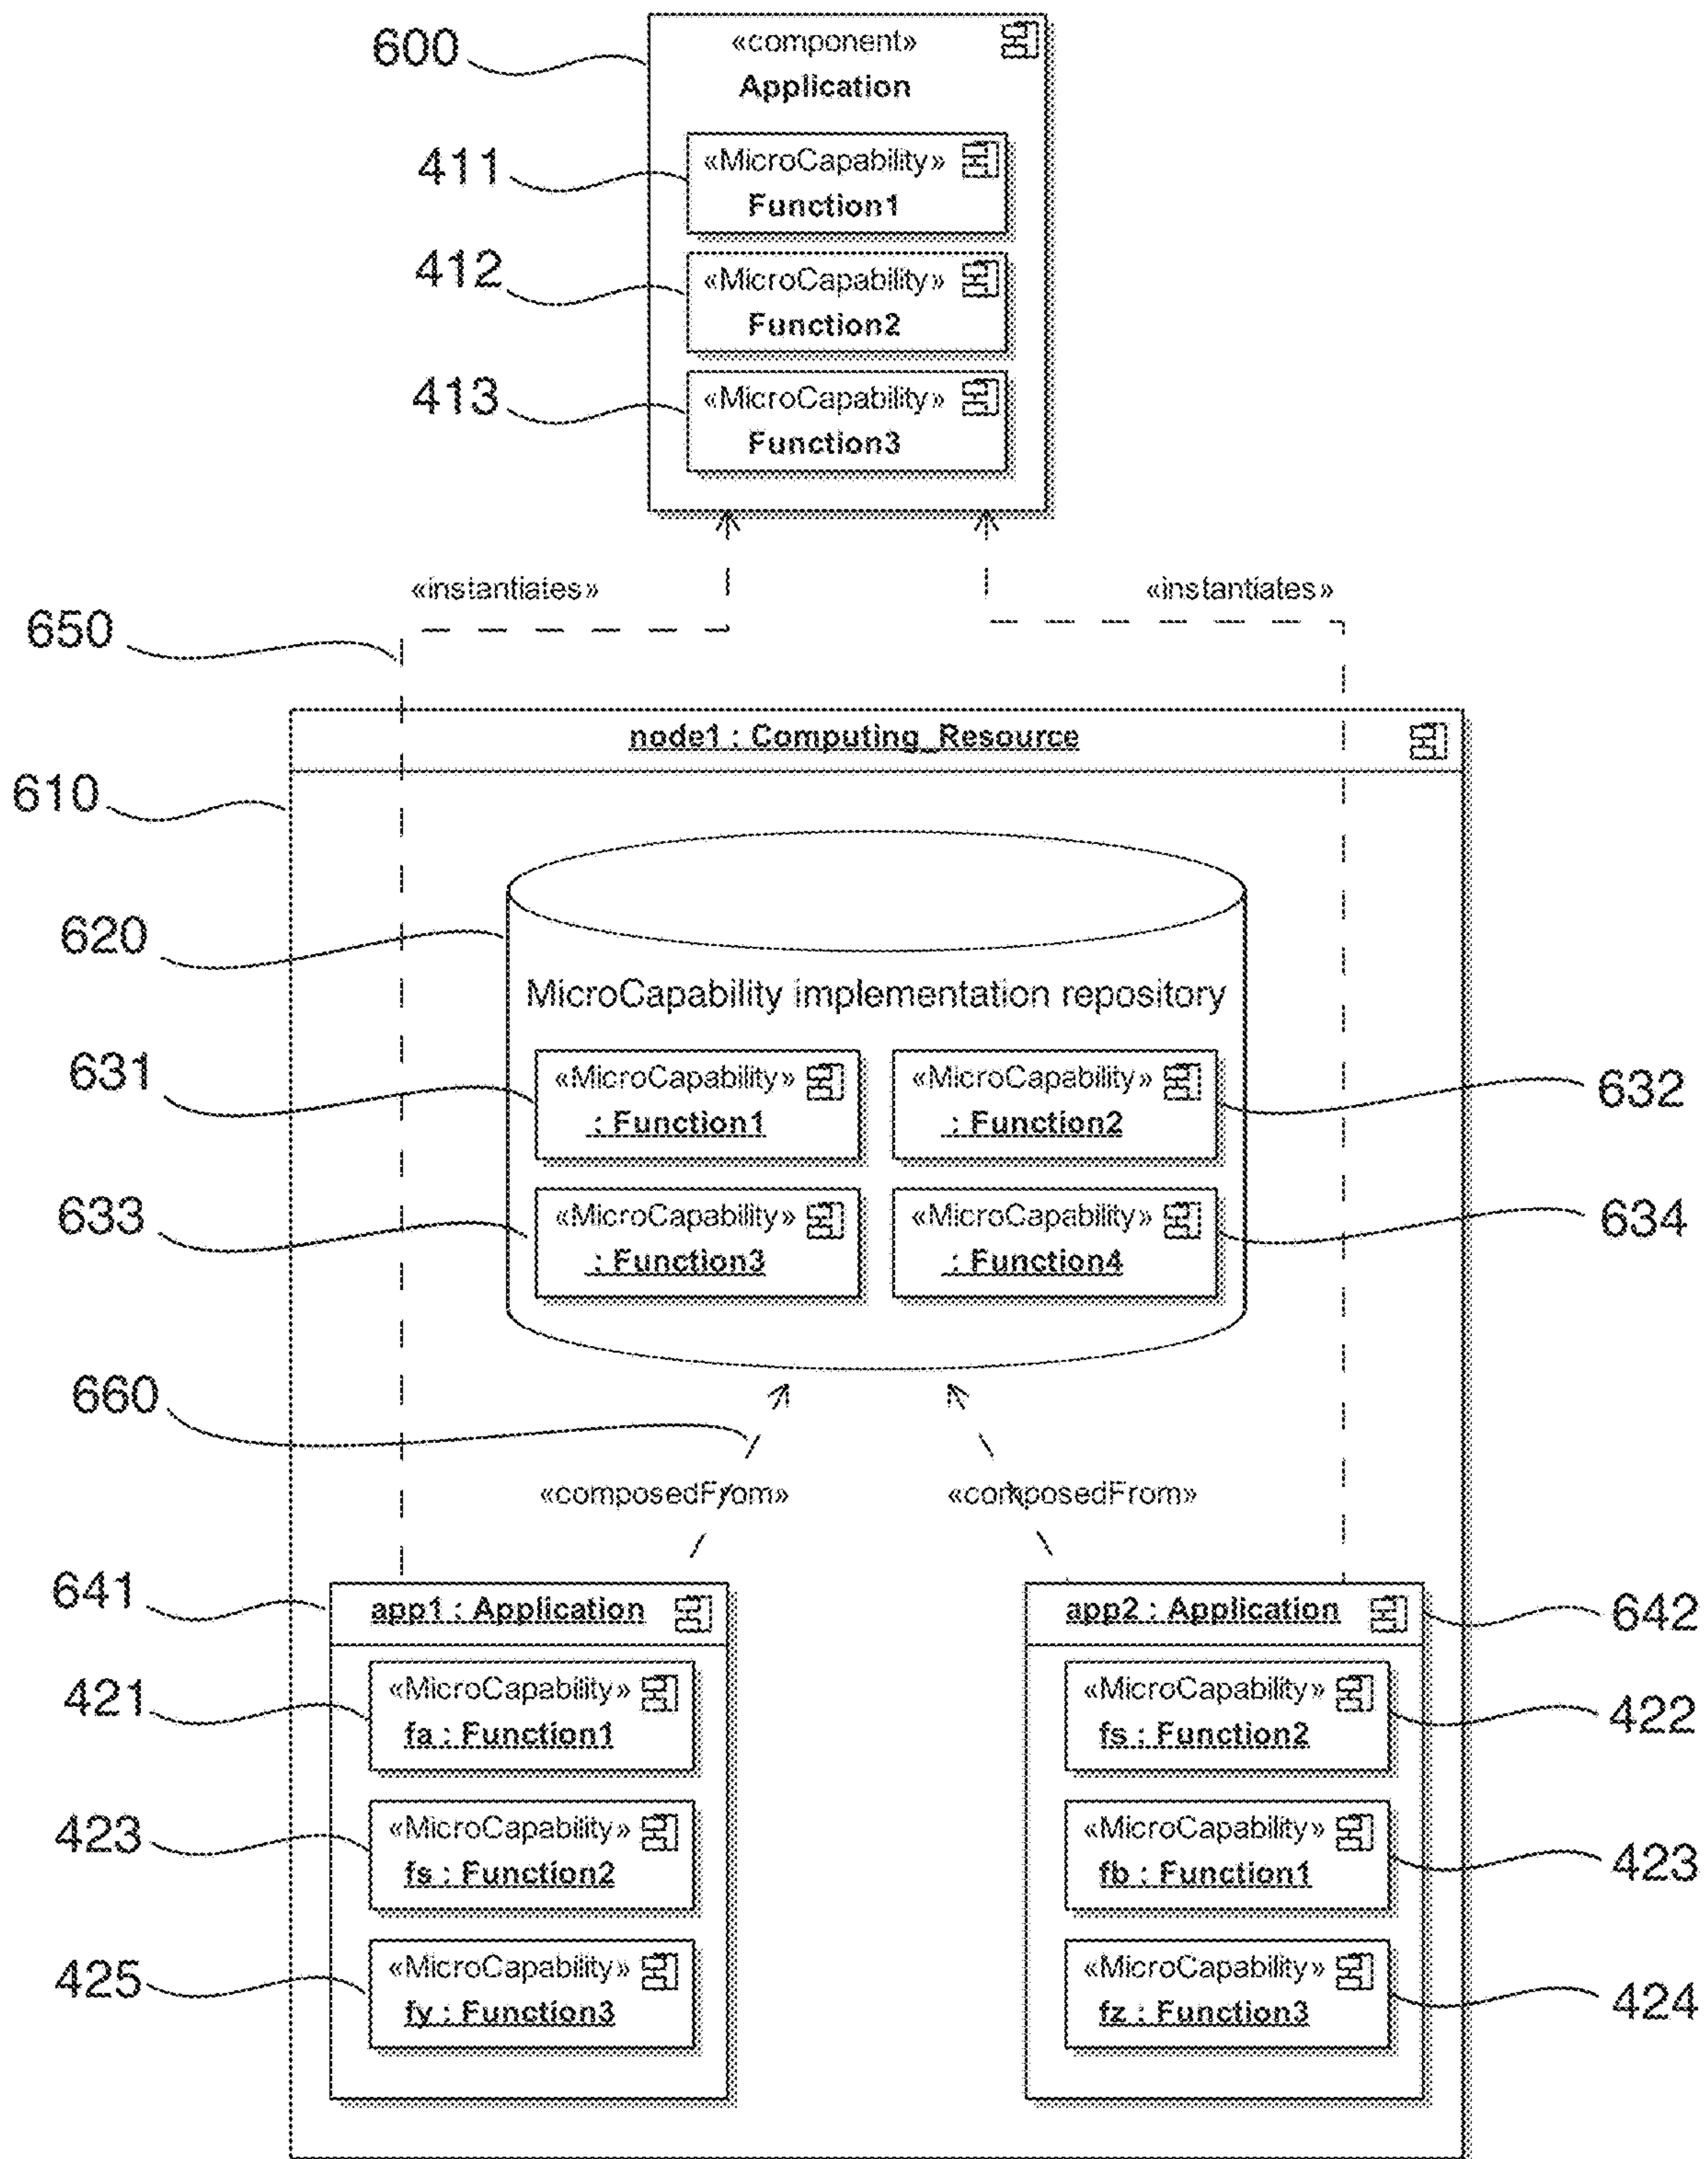 600
«component»
Application
411
«MicroCapability»
Function1
412
«MicroCapability»
Function2
413
«MicroCapability»
Function3
«instantiates»
«instantiates»
650
node1 : Computing_Resource
610
620
MicroCapability implementation repository
631
«MicroCapability»
: Function1
«MicroCapability»
: Function2
632
633
«MicroCapability»
: Function3
«MicroCapability»
: Function4
634
660
«composedFrom»
«composedFrom»
641
app1 : Application
app2 : Application
642
421
«MicroCapability»
fa : Function1
«MicroCapability»
fs : Function2
422
423
«MicroCapability»
fs : Function2
«MicroCapability»
fb : Function1
423
425
«MicroCapability»
fy : Function3
«MicroCapability»
fz : Function3
424